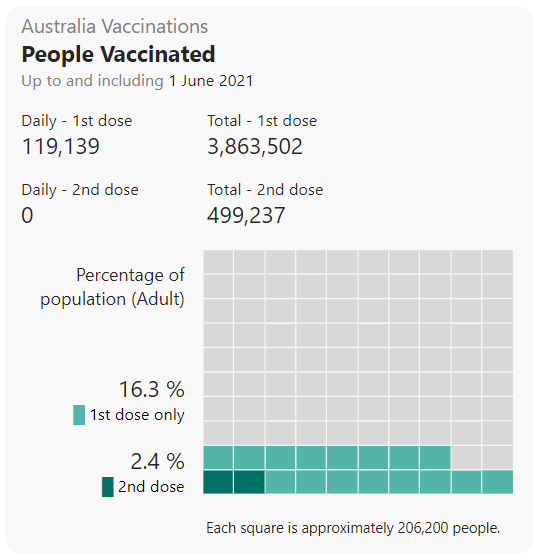 Australia Vaccinations
People Vaccinated
Up to and including 1 June 2021
Daily - 1st dose
Total - 1st dose
119,139
3,863,502
Daily - 2nd dose
Total - 2nd dose
0
499,237
Percentage of
population (Adult)
16.3 %
1st dose only
2.4 %
2nd dose
Each square is approximately 206,200 people.